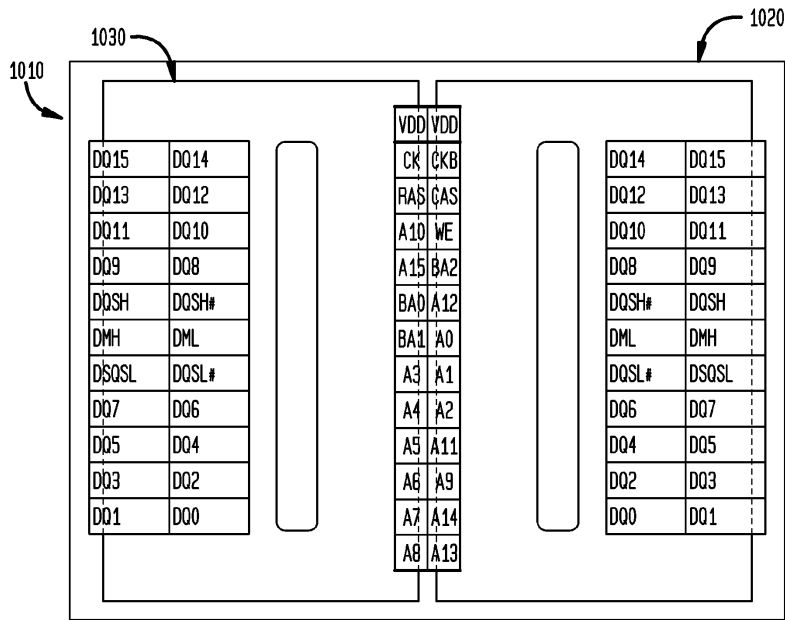 1030
1020
1010
VDD VDD
DQ15 DQ14 CK CKB DQ14 DQ15
DQ13 DQ12 RAS CAS DQ12 DQ13
DQ11 DQ10 A10 WE DQ10 DQ11
DQ9 DQ8 A15 BA2 DQ8 DQ9
DQSH DQSH# BA0 A12 DQSH# DQSH
DMH DML BA1 A0 DML DMH
DSQSL DQSL# A3 A1 DQSL# DSQSL
DQ7 DQ6 A4 A2 DQ6 DQ7
DQ5 DQ4 A5 A11 DQ4 DQ5
DQ3 DQ2 A6 A9 DQ2 DQ3
DQ1 DQ0 A7 A14 DQ0 DQ1
A8 A13